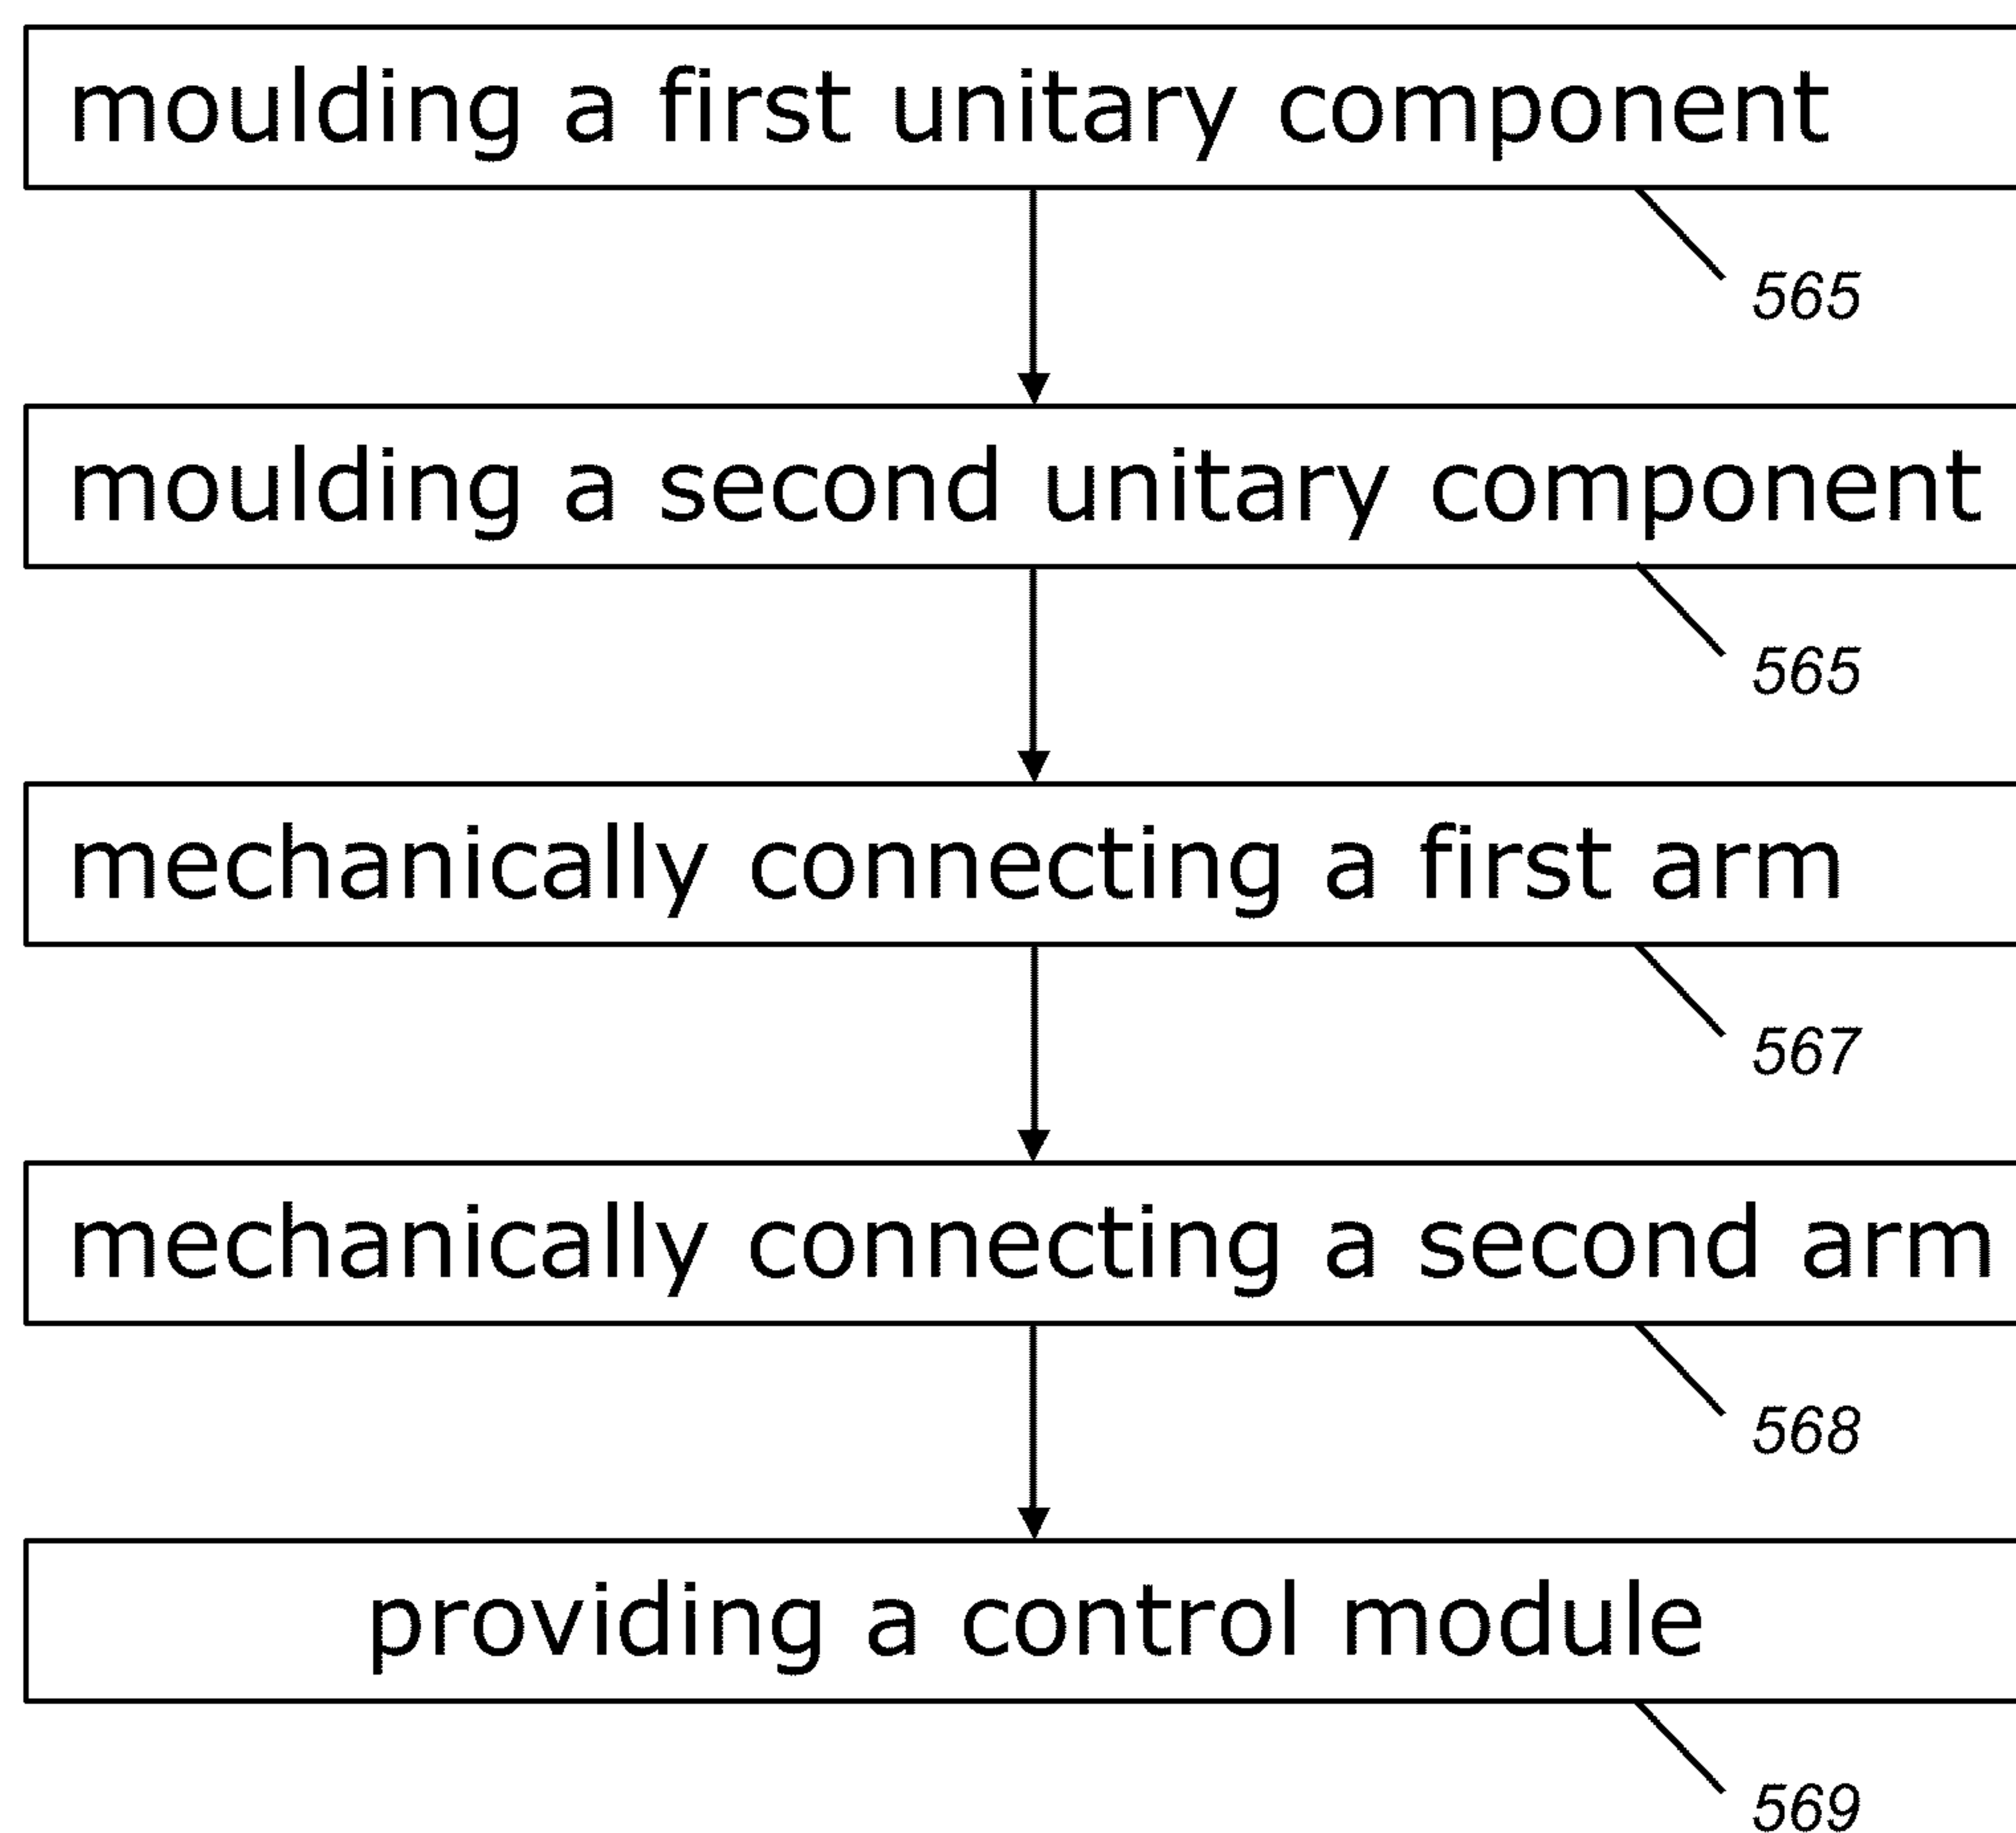 moulding a first unitary component
565
moulding a second unitary component
565
mechanically connecting a first arm
567
mechanically connecting a second arm
568
providing a control module
569